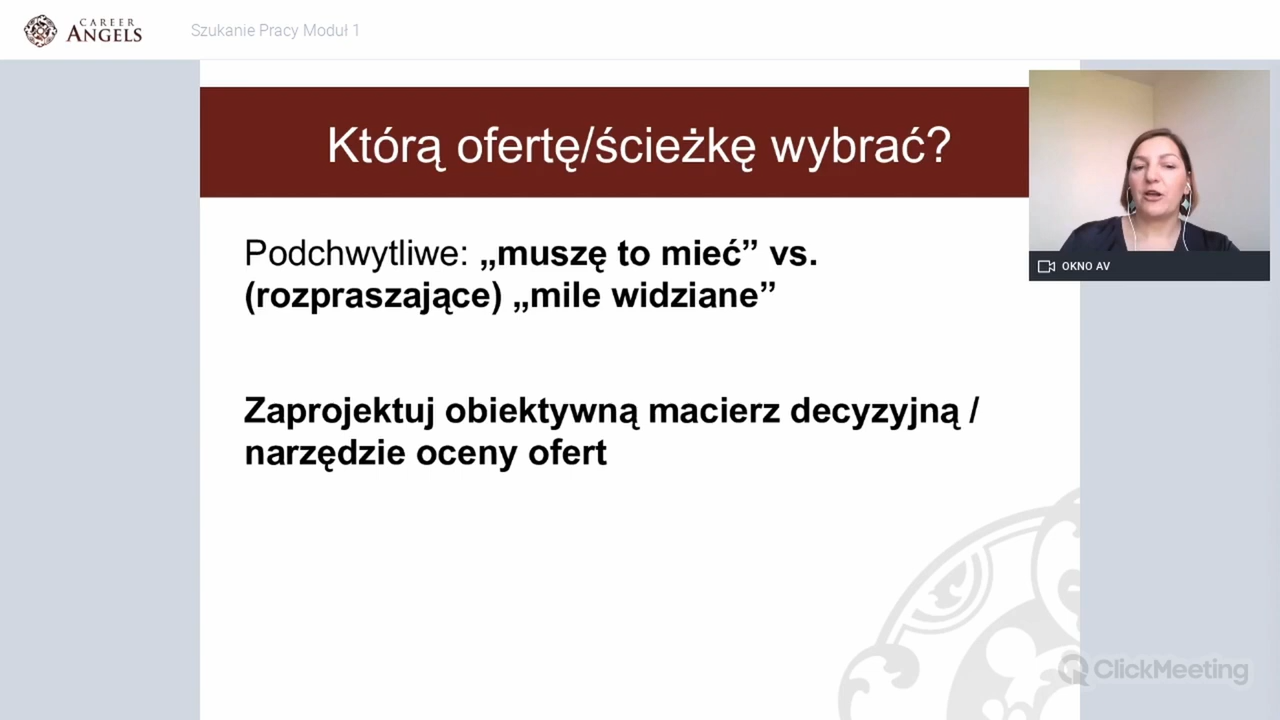 CAREER
ANGELS
Szukanie Pracy Moduł 1
Którą ofertę/ścieżkę wybrać?
OKNO AV
Podchwytliwe: „muszę to mieć” vs.
(rozpraszające) „mile widziane”
Zaprojektuj obiektywną macierz decyzyjną /
narzędzie oceny ofert
ClickMeeting